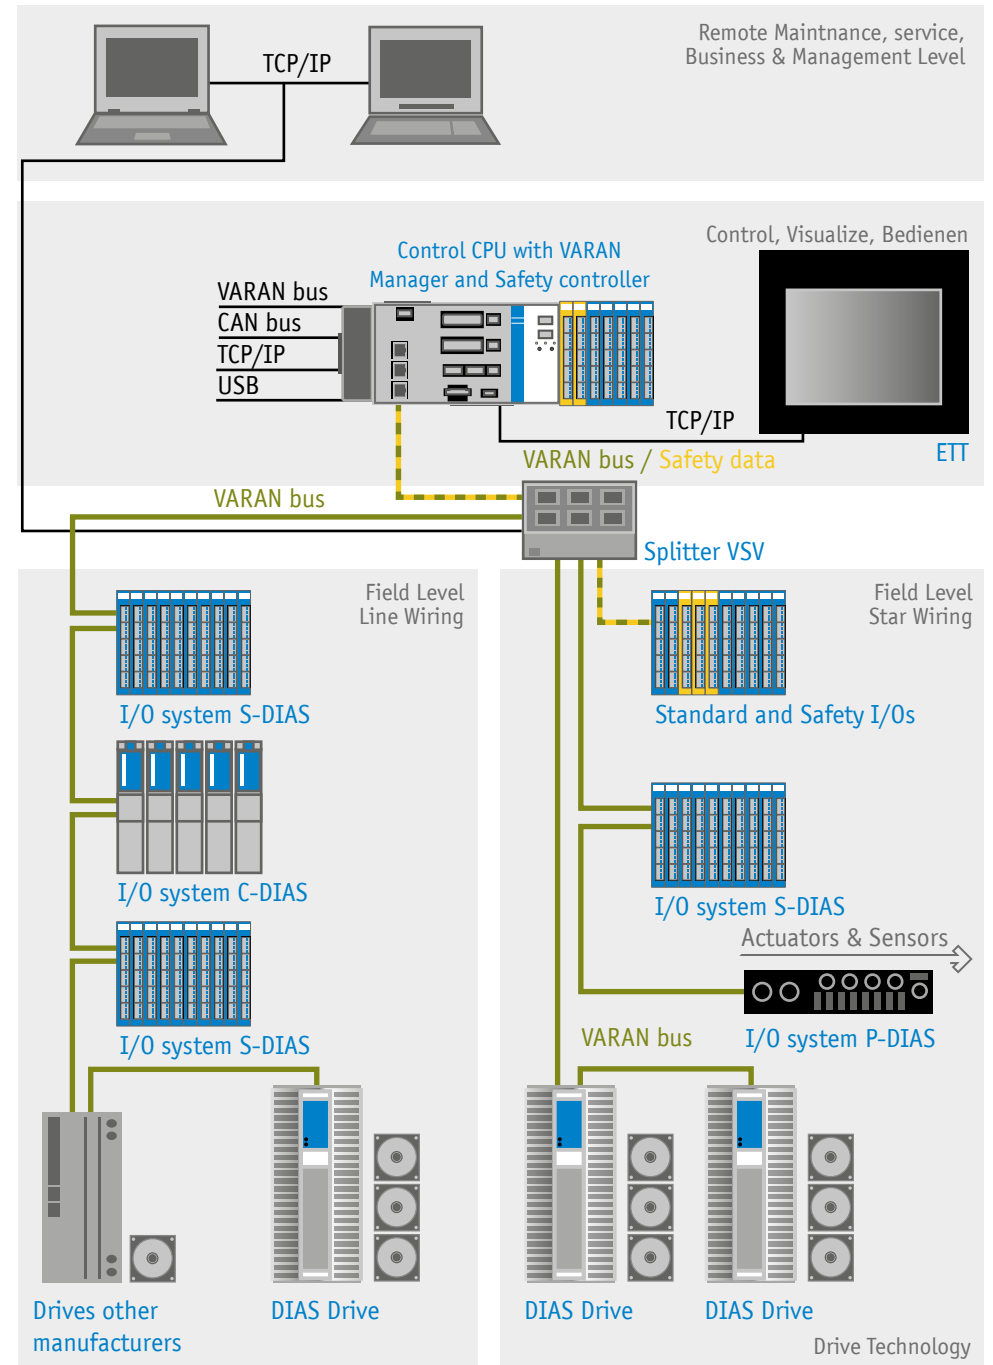 Remote Maintnance, service,
Business & Management Level
TCP/IP
Control, Visualize, Bedienen
Control CPU with VARAN
Manager and Safety controller
VARAN bus
CAN bus
TCP/IP
USB
TCP/IP
ETT
VARAN bus / Safety data
VARAN bus
Splitter VSV
Field Level
Line Wiring
Field Level
Star Wiring
I/O system S-DIAS
Standard and Safety I/Os
I/O system C-DIAS
I/O system S-DIAS
Actuators & Sensors
I/O system S-DIAS
VARAN bus
I/O system P-DIAS
Drives other
manufacturers
DIAS Drive
DIAS Drive
DIAS Drive
Drive Technology